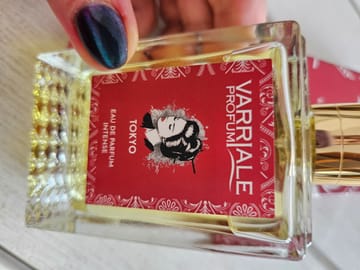 VARRIALE
PROFUMI
TOKYO
EAU DE PARFUM
INTENSE